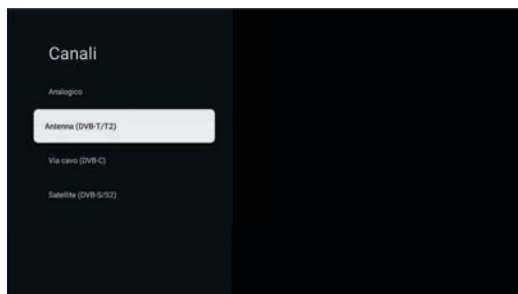 Canali
Analogico
Antenna (DVB-T/T2)
Via cavo (DVB-C)
Satellite (DVB-S/S2)